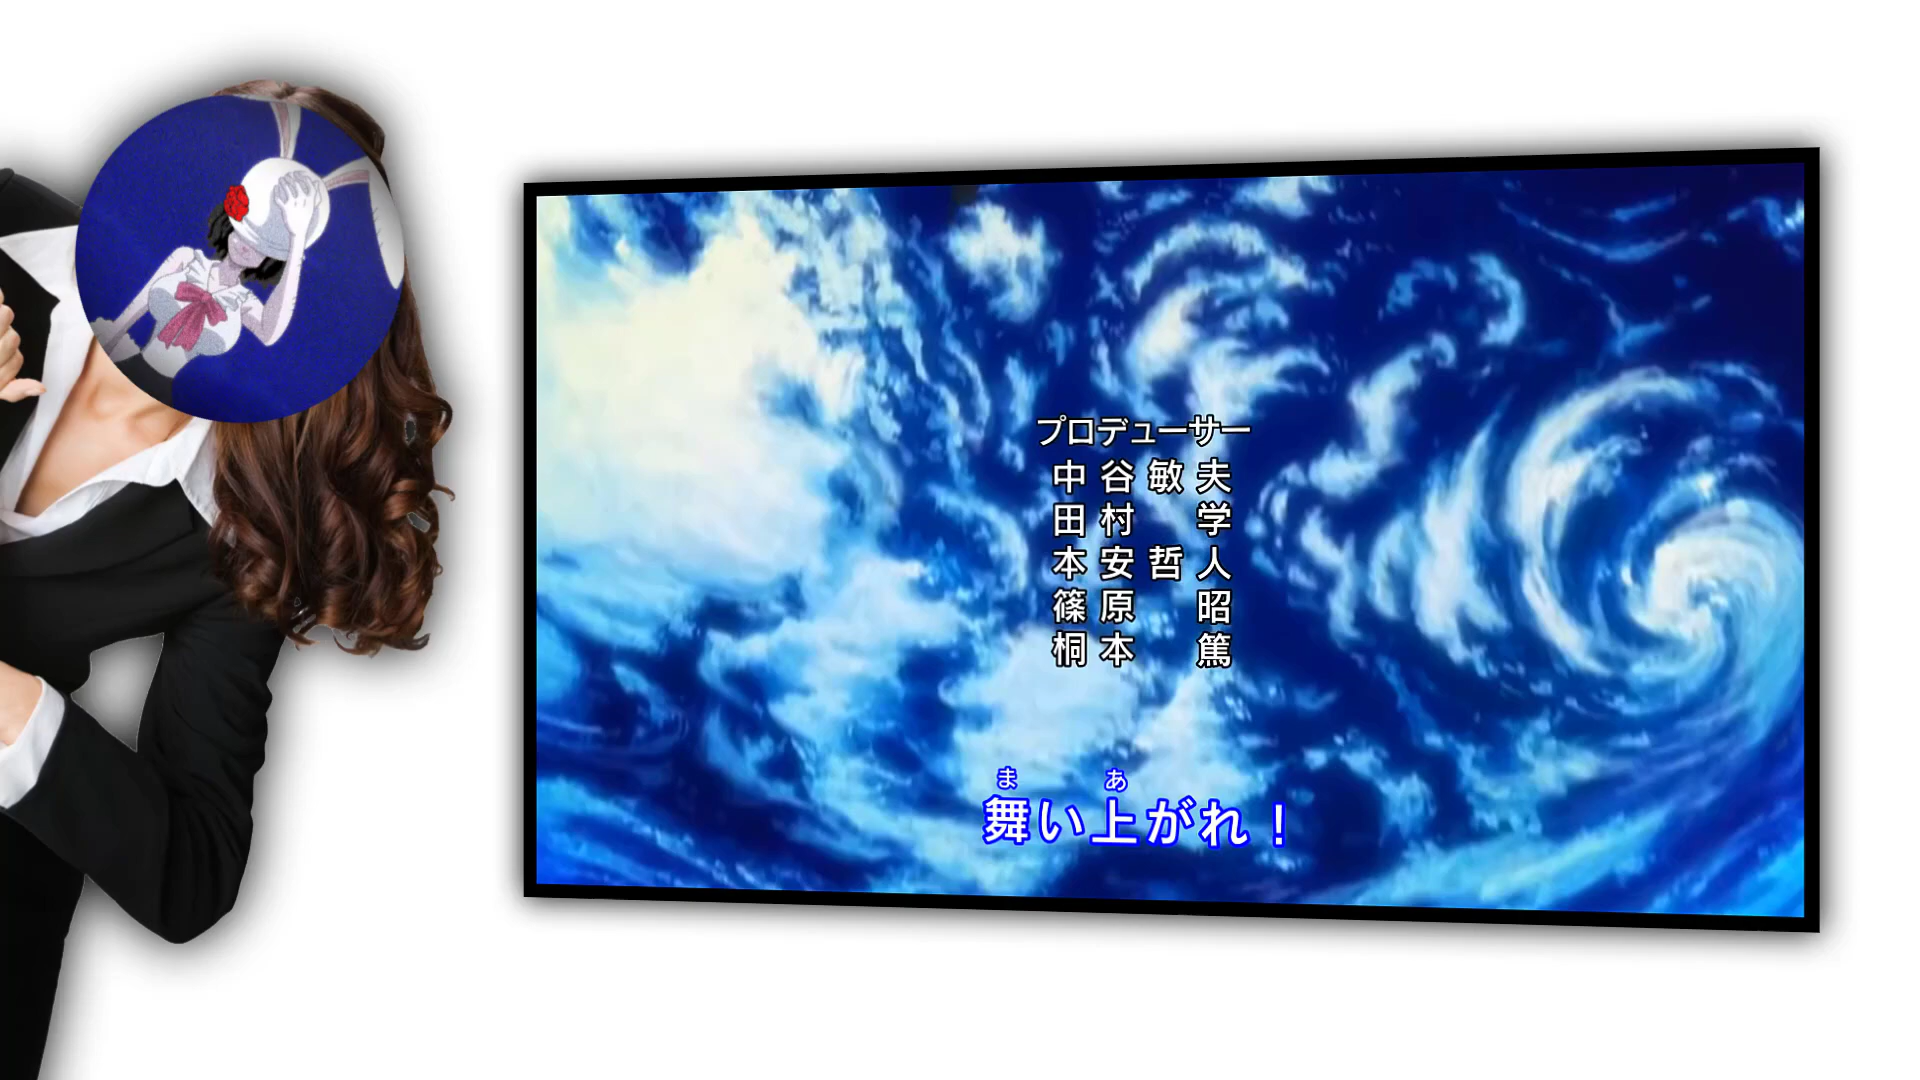 プロデューサー
中谷敏夫
田村 学
本安哲人
篠原 昭
桐本 篤
ま あ
舞い上がれ！